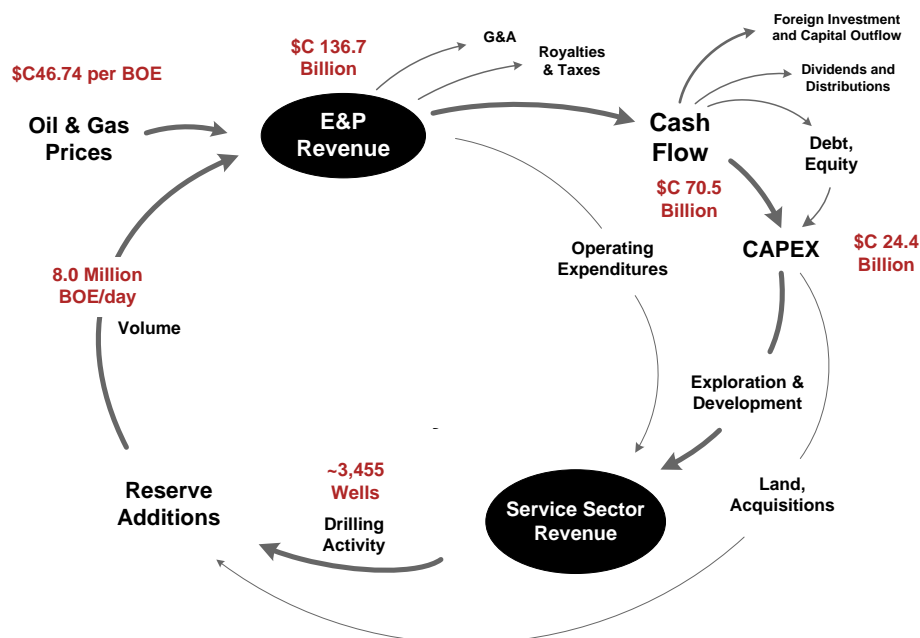 Foreign Investment
and Capital Outflow
$C 136.7
Billion
G&A
Royalties
& Taxes
$C46.74 per BOE
Dividends and
Distributions
Oil & Gas
Prices
E&P
Revenue
Cash
Flow
Debt,
Equity
$C 70.5
Billion
Operating
Expenditures
CAPEX
$C 24.4
Billion
8.0 Million
BOE/day
Volume
Exploration &
Development
~3,455
Wells
Reserve
Additions
Drilling
Activity
Service Sector
Revenue
Land,
Acquisitions